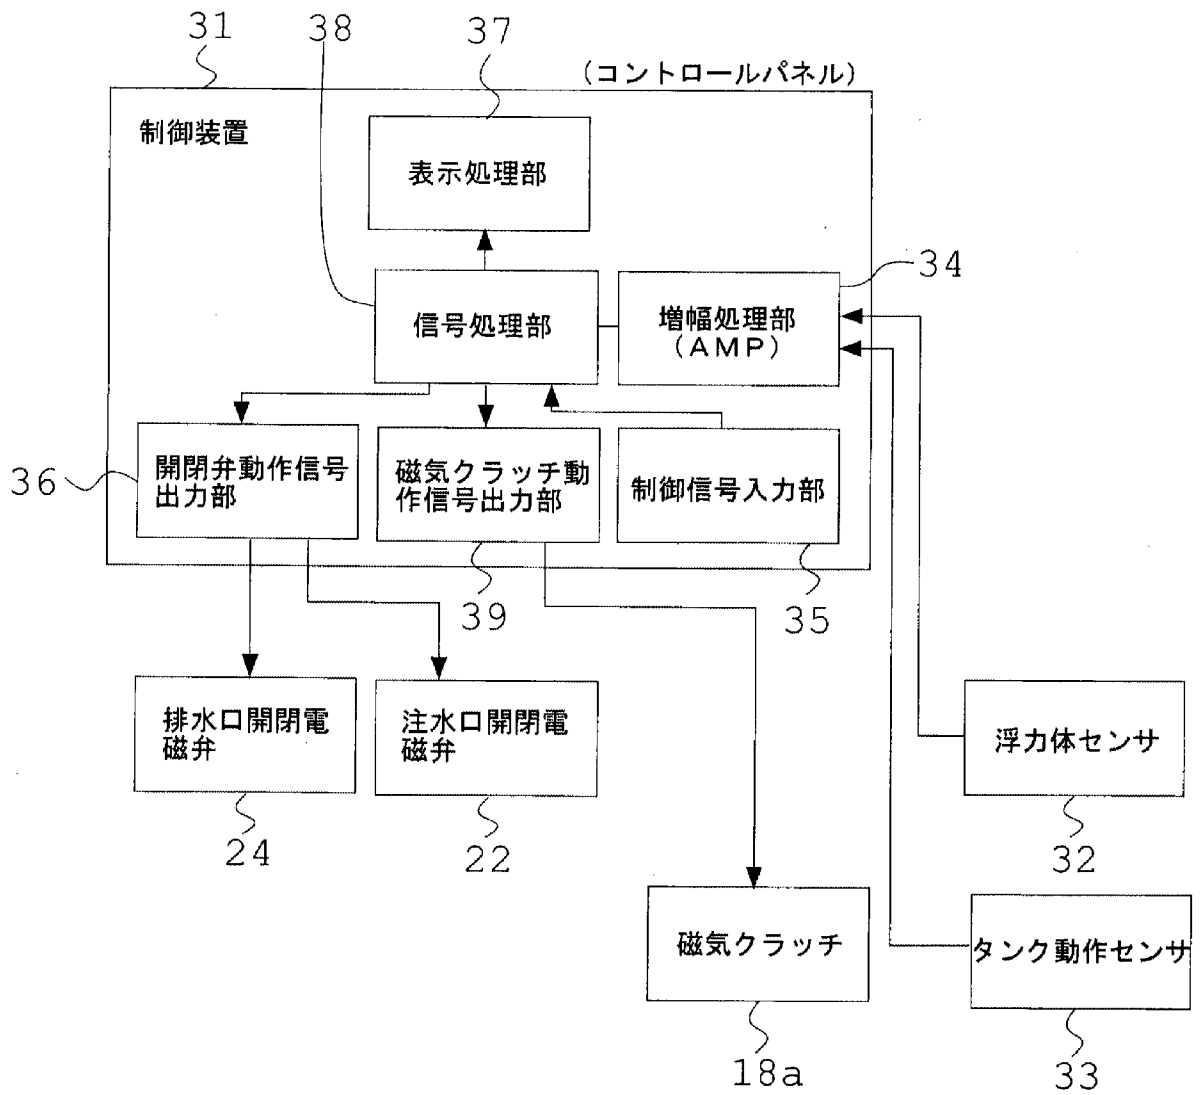 31
38
37
(コントロールパネル)
制御装置
表示処理部
34
信号処理部
増幅処理部
(AMP)
36
開閉弁動作信号
出力部
磁気クラッチ動
作信号出力部
制御信号入力部
39
35
排水口開閉電
磁弁
注水口開閉電
磁弁
浮力体センサ
24
22
32
磁気クラッチ
タンク動作センサ
18a
33